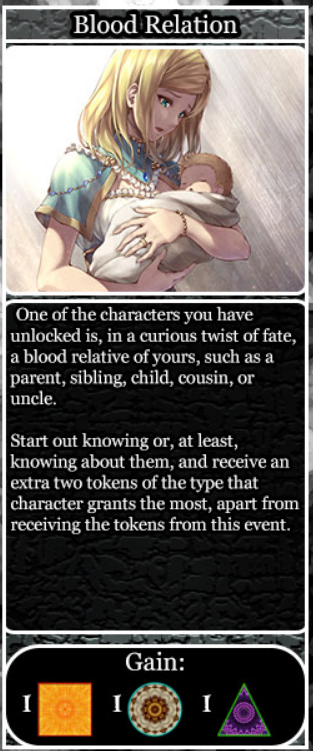 Blood Relation
One of the characters you have
unlocked is, in a curious twist of fate,
a blood relative of yours, such as a
parent, sibling, child, cousin, or
uncle.
Start out knowing or, at least,
knowing about them, and receive an
extra two tokens of the type that
character grants the most, apart from
receiving the tokens from this event.
Gain:
1 1 1